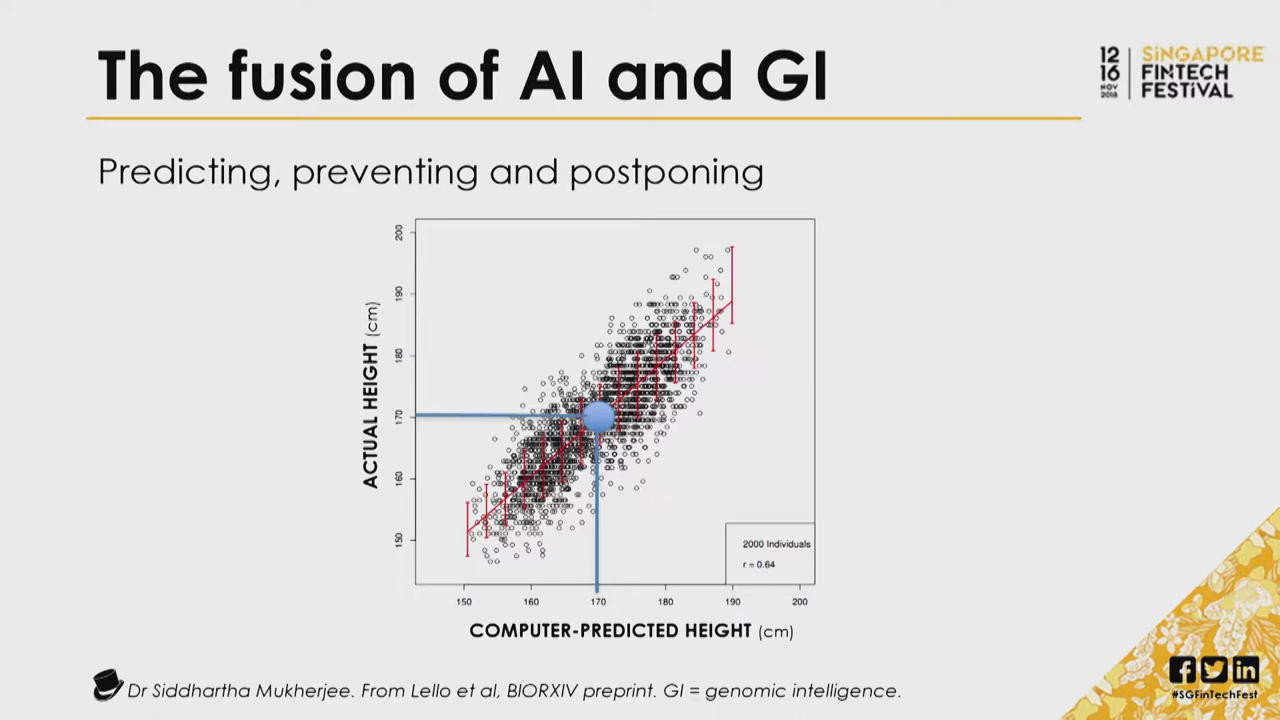 The fusion of AI and GI
12
16
NOV
2018
SiNGAPORE
FiNTECH
FESTiVAL
Predicting, preventing and postponing
ACTUAL HEIGHT (cm)
200
190
180
170
160
150
2000 Individuals
r = 0.64
150 160 170 180 190 200
COMPUTER-PREDICTED HEIGHT (cm)
Dr Siddhartha Mukherjee. From Lello et al, BIORXIV preprint. GI = genomic intelligence.
#SGFinTechFest